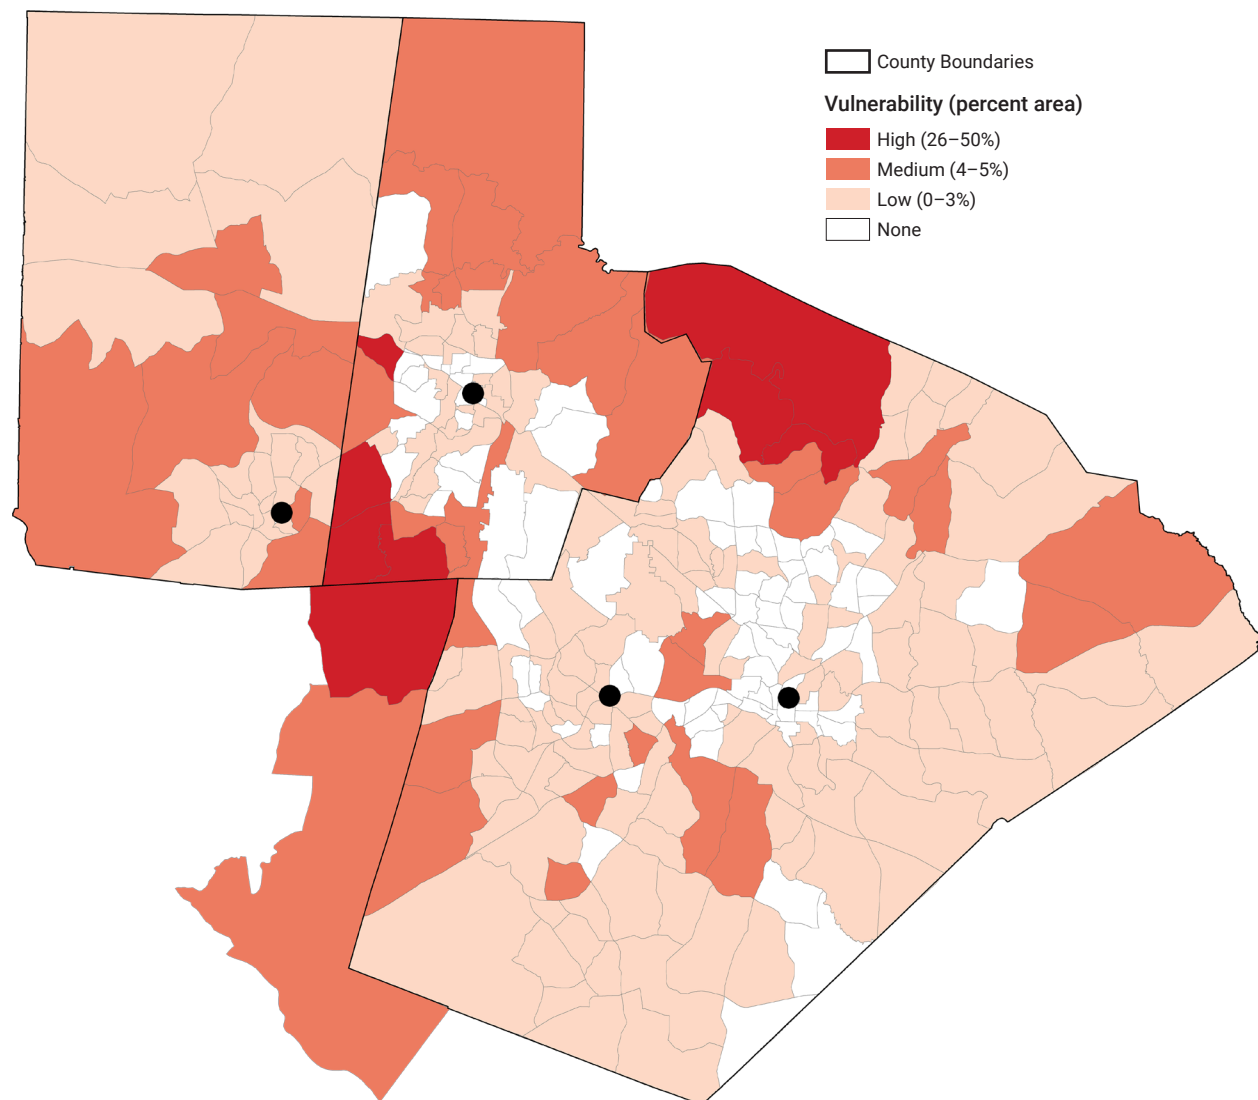 County Boundaries
Vulnerability (percent area)
High (26–50%)
Medium (4–5%)
Low (0–3%)
None